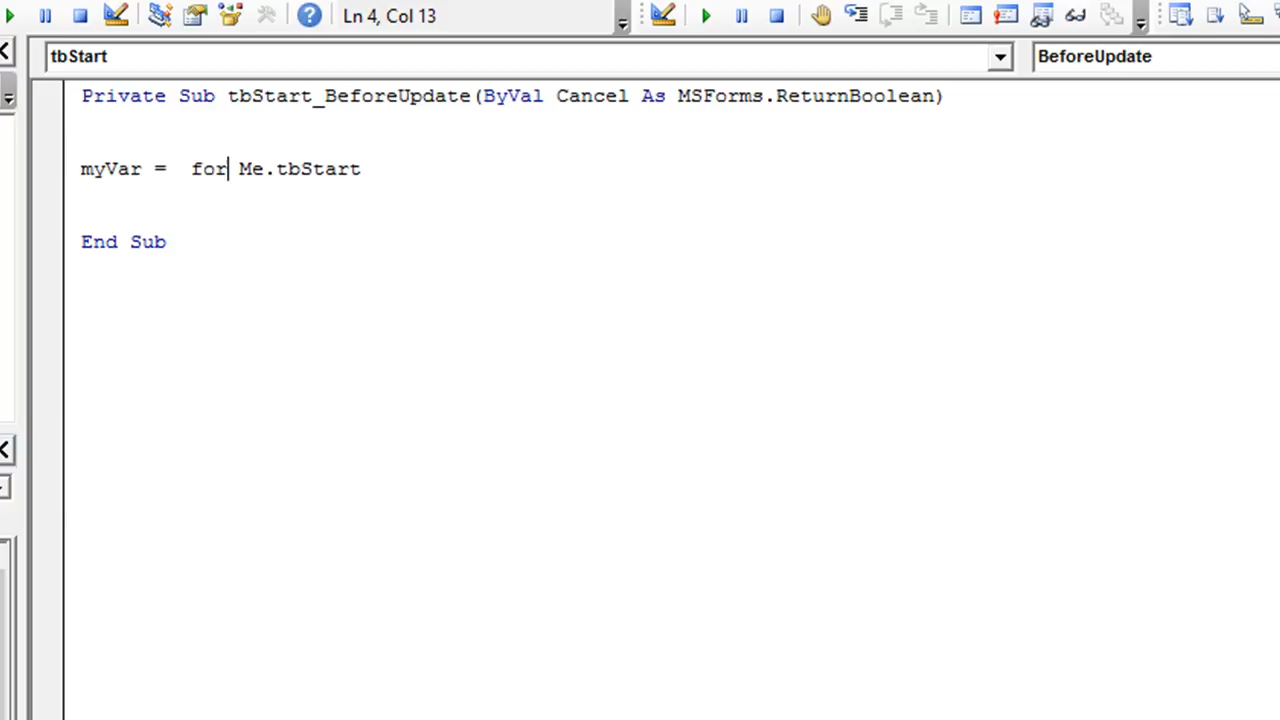 Ln 4, Col 13
tbStart
BeforeUpdate
Private Sub tbStart_BeforeUpdate(ByVal Cancel As MSForms.ReturnBoolean)
myVar =  for Me.tbStart
End Sub